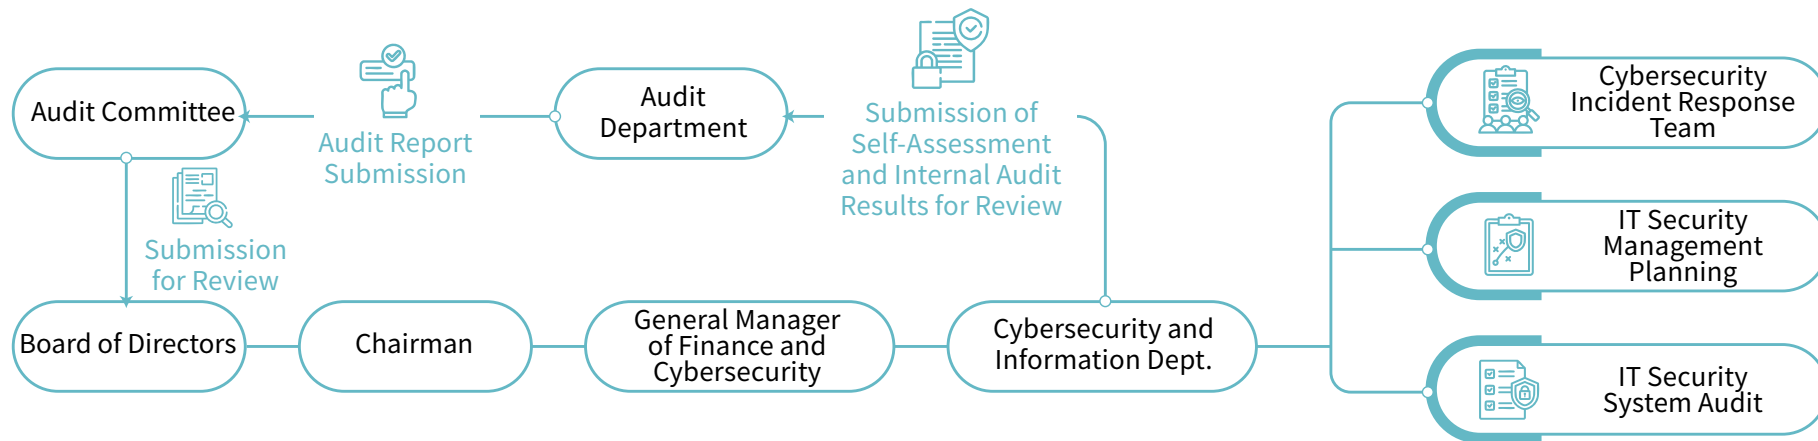 Audit Committee
Audit Report
Submission
Audit
Department
Submission of
Self-Assessment
and Internal Audit
Results for Review
Submission
for Review
Board of Directors
Chairman
General Manager
of Finance and
Cybersecurity
Cybersecurity and
Information Dept.
Cybersecurity
Incident Response
Team
IT Security
Management
Planning
IT Security
System Audit